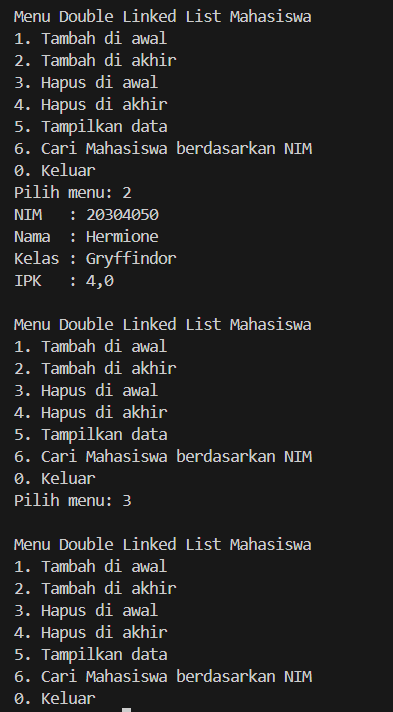 Menu Double Linked List Mahasiswa
1. Tambah di awal
2. Tambah di akhir
3. Hapus di awal
4. Hapus di akhir
5. Tampilkan data
6. Cari Mahasiswa berdasarkan NIM
0. Keluar
Pilih menu: 2
NIM   : 20304050
Nama  : Hermione
Kelas : Gryffindor
IPK   : 4,0

Menu Double Linked List Mahasiswa
1. Tambah di awal
2. Tambah di akhir
3. Hapus di awal
4. Hapus di akhir
5. Tampilkan data
6. Cari Mahasiswa berdasarkan NIM
0. Keluar
Pilih menu: 3

Menu Double Linked List Mahasiswa
1. Tambah di awal
2. Tambah di akhir
3. Hapus di awal
4. Hapus di akhir
5. Tampilkan data
6. Cari Mahasiswa berdasarkan NIM
0. Keluar